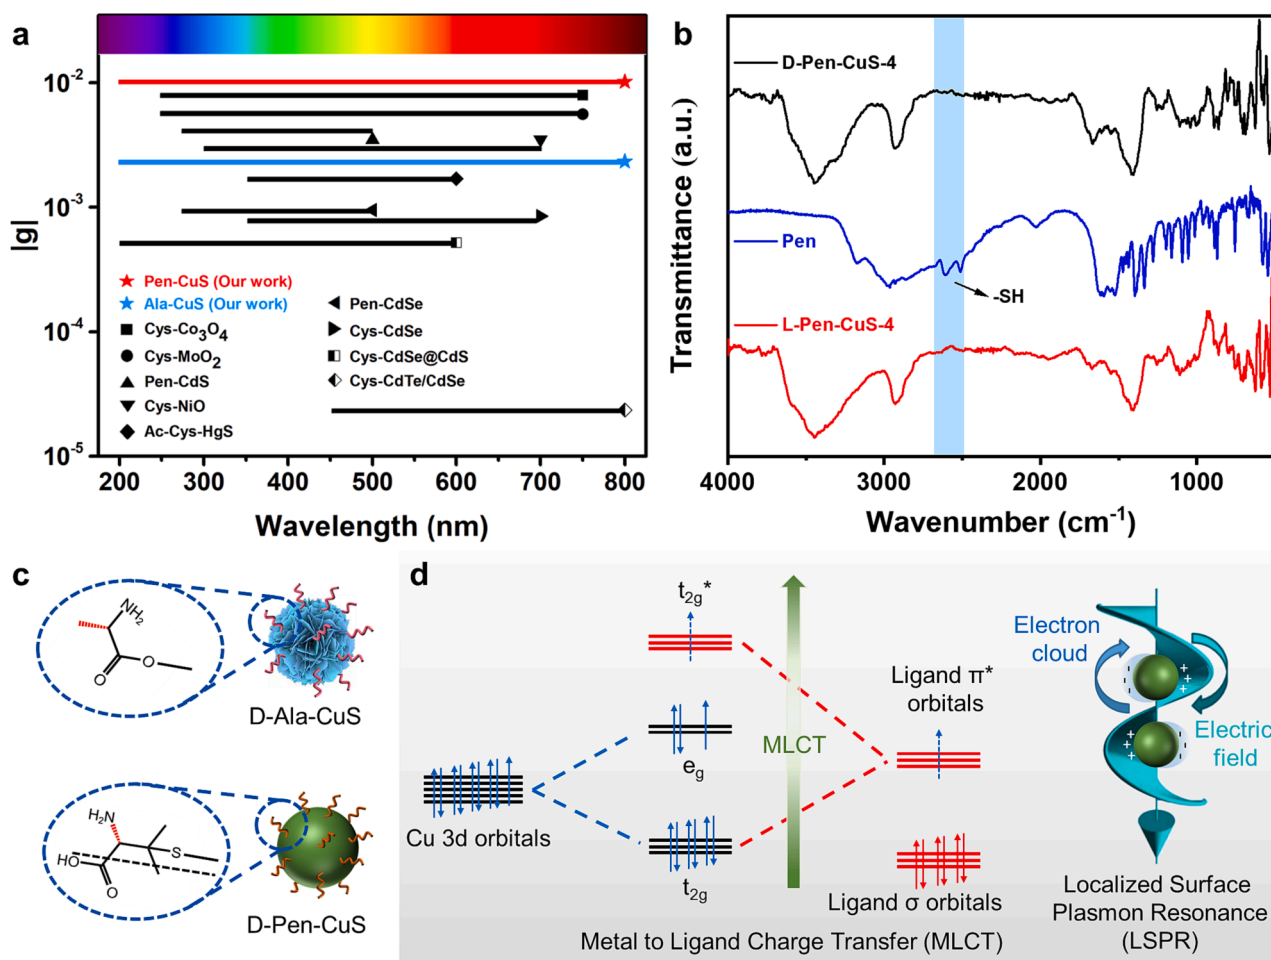 a
10⁻²
10⁻³
10⁻⁴
10⁻⁵
|g|
Pen-CuS (Our work)
Ala-CuS (Our work)
Cys-Co₃O₄
Cys-MoO₂
Pen-CdS
Cys-NiO
Ac-Cys-HgS
Pen-CdSe
Cys-CdSe
Cys-CdSe@CdS
Cys-CdTe/CdSe
200 300 400 500 600 700 800
Wavelength (nm)
b
Transmittance (a.u.)
D-Pen-CuS-4
Pen
-SH
L-Pen-CuS-4
4000 3000 2000 1000
Wavenumber (cm⁻¹)
c
NH₂
O
O
D-Ala-CuS
H₂N
S
HO
O
D-Pen-CuS
d
t₂g*
eg
Cu 3d orbitals
t₂g
MLCT
Ligand π*
orbitals
Ligand σ orbitals
Metal to Ligand Charge Transfer (MLCT)
Electron
cloud
+ + +
- - -
+ + +
- - -
Electric
field
Localized Surface
Plasmon Resonance
(LSPR)